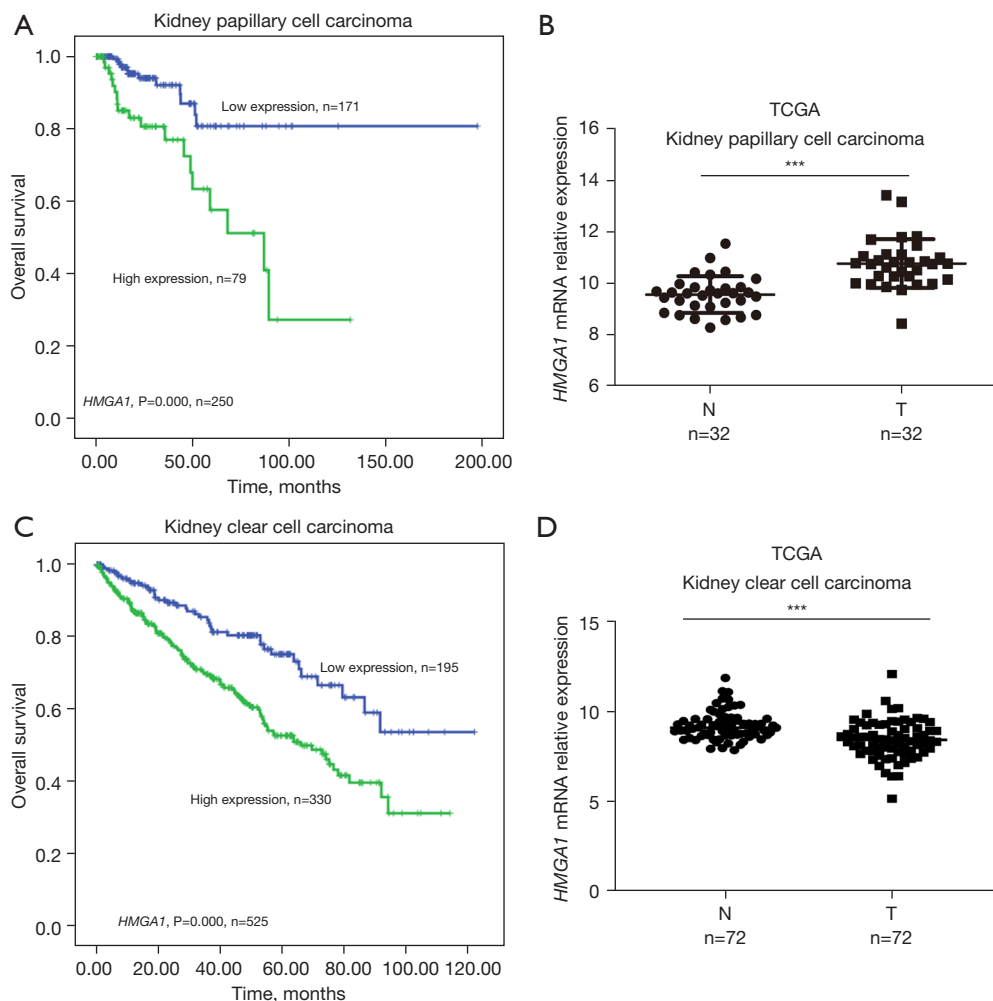 A
Kidney papillary cell carcinoma
1.0
0.8
0.6
0.4
0.2
0.0
Overall survival
Low expression, n=171
High expression, n=79
HMGA1, P=0.000, n=250
0.00 50.00 100.00 150.00 200.00
Time, months
B
TCGA
Kidney papillary cell carcinoma
***
16
14
12
10
8
6
HMGA1 mRNA relative expression
N T
n=32 n=32
C
Kidney clear cell carcinoma
1.0
0.8
0.6
0.4
0.2
0.0
Overall survival
Low expression, n=195
High expression, n=330
HMGA1, P=0.000, n=525
0.00 20.00 40.00 60.00 80.00 100.00 120.00
Time, months
D
TCGA
Kidney clear cell carcinoma
***
15
10
5
0
HMGA1 mRNA relative expression
N T
n=72 n=72